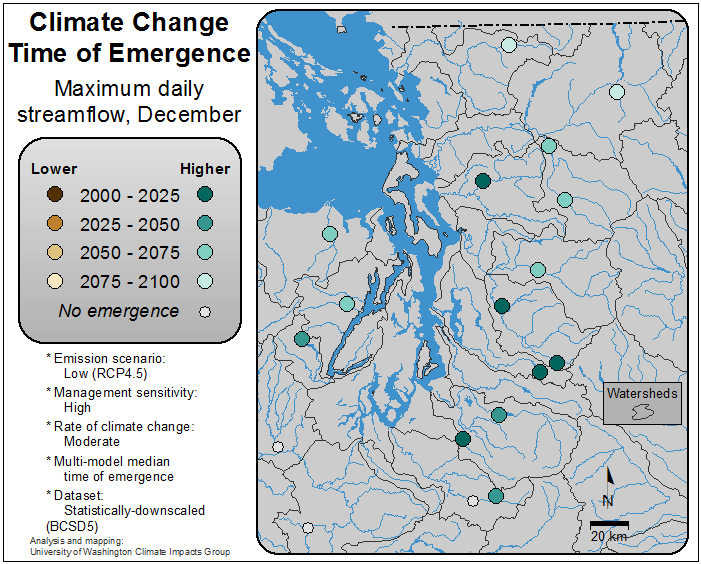 Climate Change
Time of Emergence
Maximum daily
streamflow, December
Lower Higher
2000 - 2025
2025 - 2050
2050 - 2075
2075 - 2100
No emergence
* Emission scenario:
Low (RCP4.5)
* Management sensitivity:
High
* Rate of climate change:
Moderate
* Multi-model median
time of emergence
* Dataset:
Statistically-downscaled
(BCSD5)
Analysis and mapping:
University of Washington Climate Impacts Group
Watersheds
N
20 km